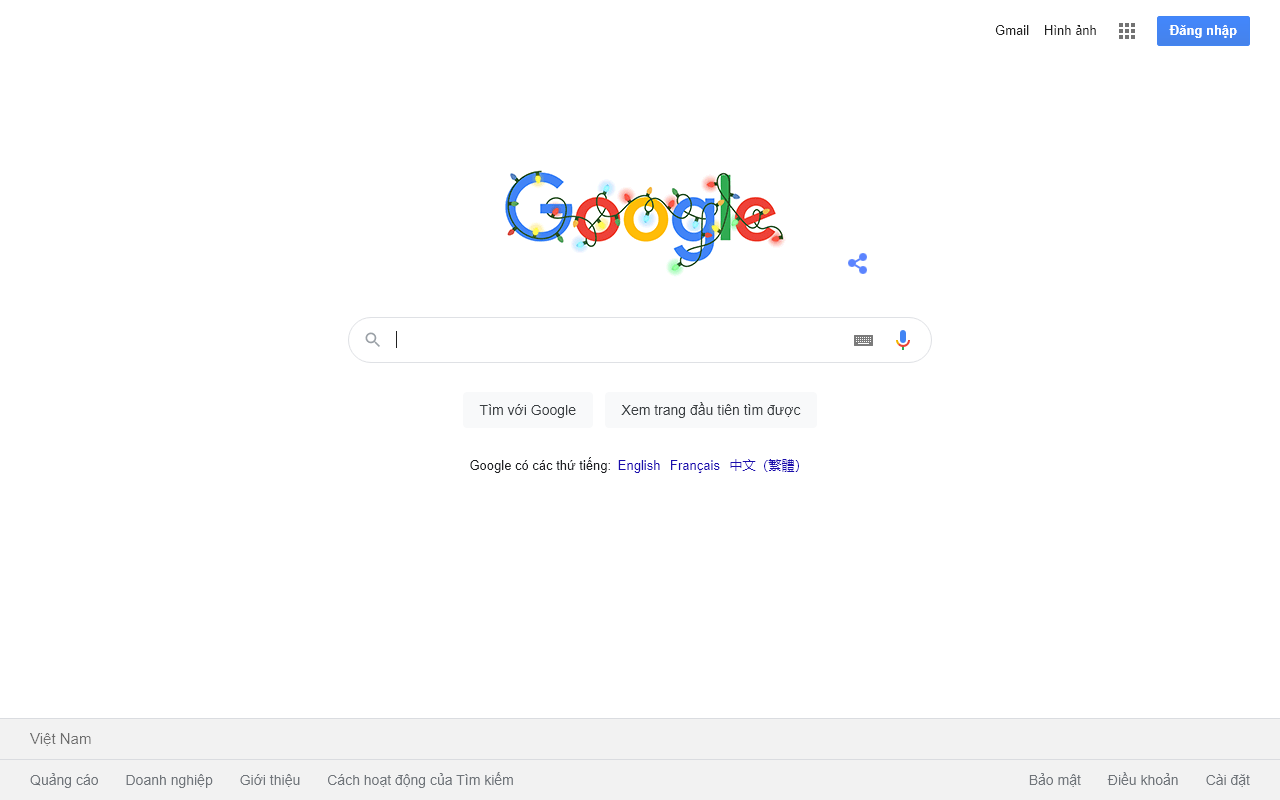 Gmail Hình ảnh Đăng nhập
Google
Tìm với Google Xem trang đầu tiên tìm được
Google có các thứ tiếng: English Français 中文（繁體）
Việt Nam
Quảng cáo Doanh nghiệp Giới thiệu Cách hoạt động của Tìm kiếm Bảo mật Điều khoản Cài đặt